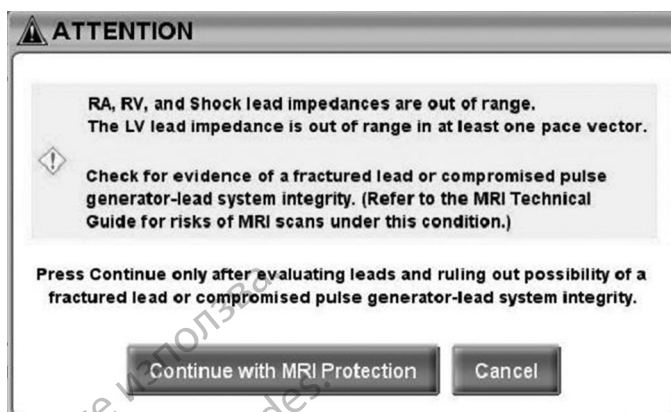 ATTENTION
RA, RV, and Shock lead impedances are out of range.
The LV lead impedance is out of range in at least one pace vector.
Check for evidence of a fractured lead or compromised pulse
generator-lead system integrity. (Refer to the MRI Technical
Guide for risks of MRI scans under this condition.)
Press Continue only after evaluating leads and ruling out possibility of a
fractured lead or compromised pulse generator-lead system integrity.
Continue with MRI Protection
Cancel